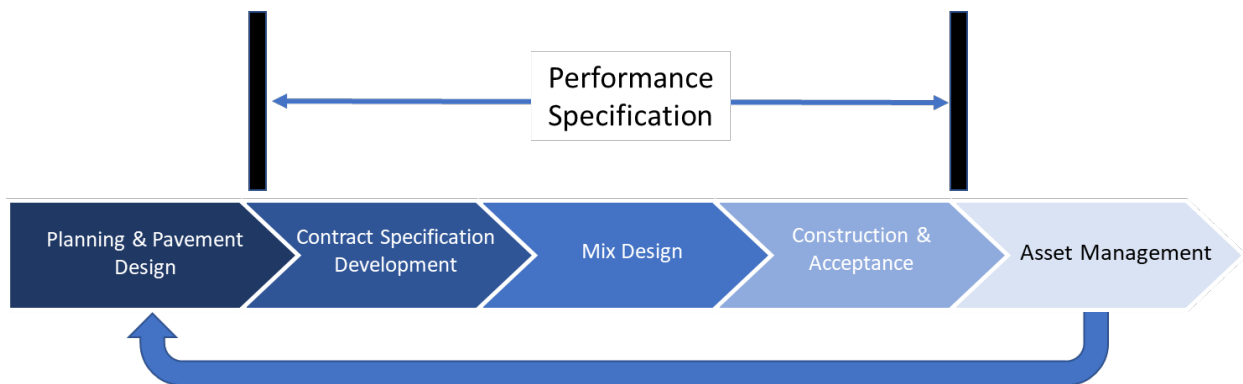 Performance
Specification
Planning & Pavement
Design
Contract Specification
Development
Mix Design
Construction &
Acceptance
Asset Management